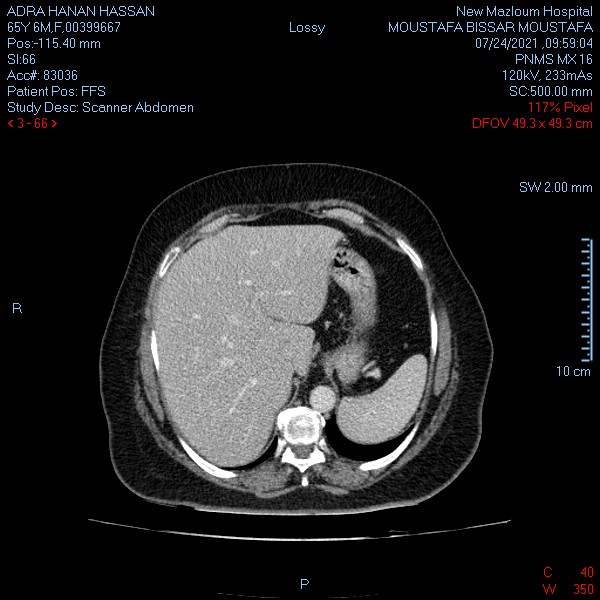 ADRA HANAN HASSAN
65Y 6M,F,00399667
Pos:-115.40 mm
SI:66
Acc#: 83036
Patient Pos: FFS
Study Desc: Scanner Abdomen
< 3 - 66 >
Lossy
New Mazloum Hospital
MOUSTAFA BISSAR MOUSTAFA
07/24/2021 ,09:59:04
PNMS MX 16
120kV, 233mAs
SC:500.00 mm
117% Pixel
DFOV 49.3 x 49.3 cm
SW 2.00 mm
R
10 cm
P
C 40
W 350